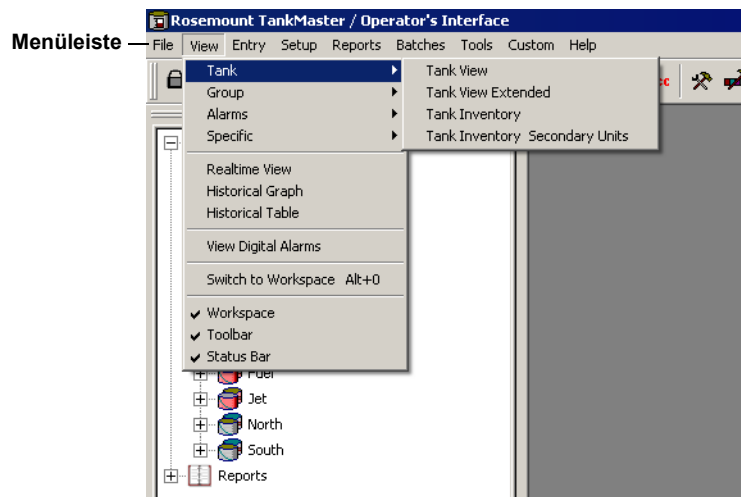 Rosemount TankMaster / Operator's Interface
Menüleiste
File View Entry Setup Reports Batches Tools Custom Help
Tank
Tank View
Group
Tank View Extended
Alarms
Tank Inventory
Specific
Tank Inventory Secondary Units
Realtime View
Historical Graph
Historical Table
View Digital Alarms
Switch to Workspace Alt+0
Workspace
Toolbar
Status Bar
Fuel
Jet
North
South
Reports